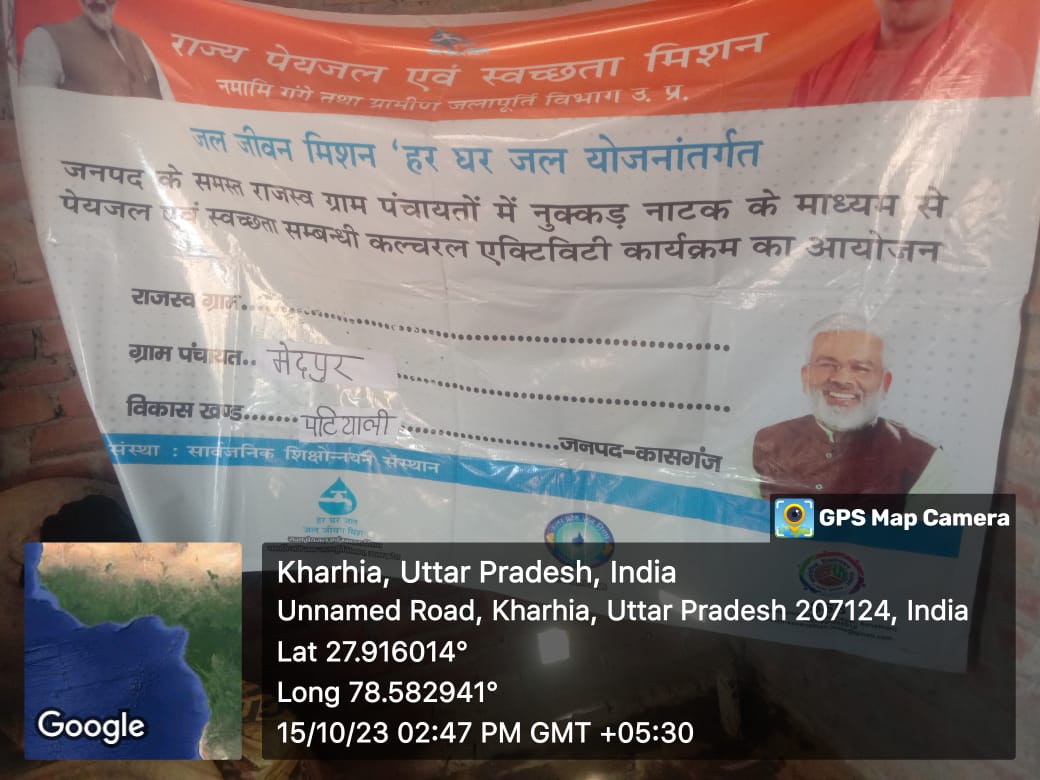 राज्य पेयजल एवं स्वच्छता मिशन
नमामि गंगे तथा ग्रामीण जलापूर्ति विभाग उ. प्र.
जल जीवन मिशन ‘हर घर जल योजनांतर्गत
जनपद के समस्त राजस्व ग्राम पंचायतों में नुक्कड़ नाटक के माध्यम से
पेयजल एवं स्वच्छता सम्बन्धी कल्चरल एक्टिविटी कार्यक्रम का आयोजन
राजस्व ग्राम
ग्राम पंचायत.. मेदपुर
विकास खण्ड....... पटियाली ....................जनपद-कासगंज
संस्था : सार्वजनिक शिक्षोन्नयन संस्थान
हर घर जल
जल जीवन मिशन
GPS Map Camera
Kharhia, Uttar Pradesh, India
Unnamed Road, Kharhia, Uttar Pradesh 207124, India
Lat 27.916014°
Long 78.582941°
15/10/23 02:47 PM GMT +05:30
Google